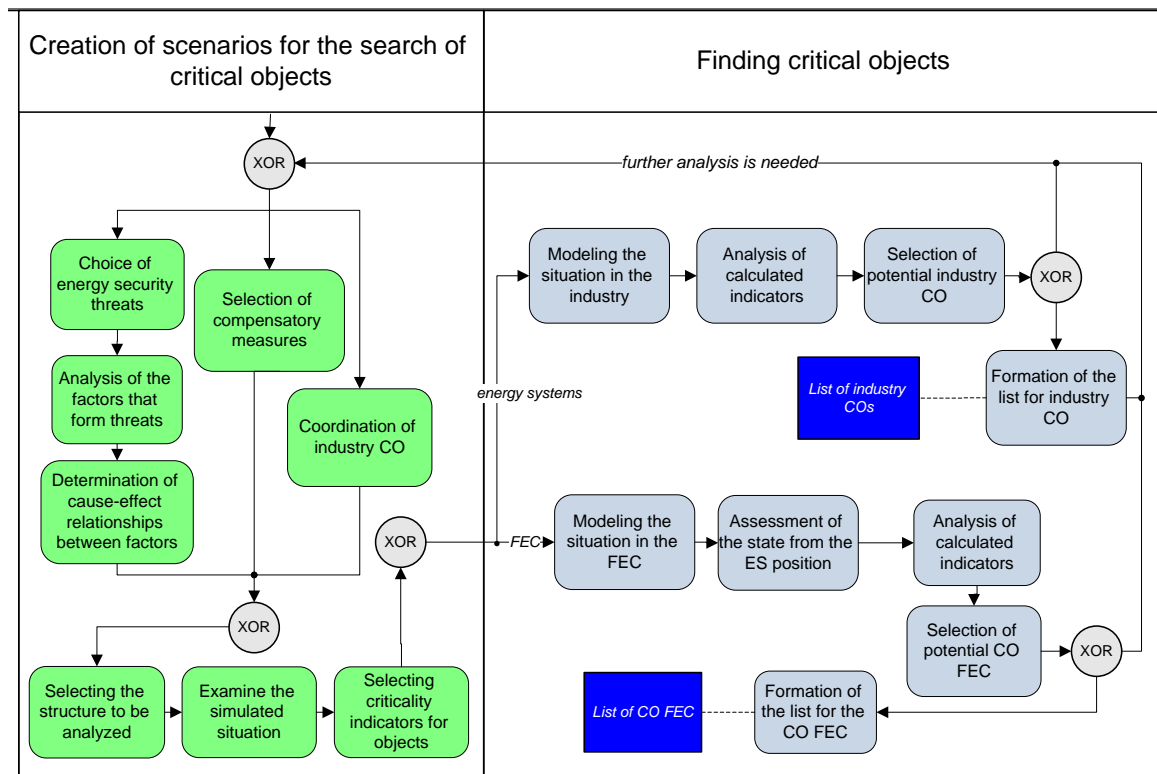 Creation of scenarios for the search of
critical objects
Finding critical objects
XOR
further analysis is needed
Choice of
energy security
threats
Selection of
compensatory
measures
Analysis of the
factors that
form threats
Coordination of
industry CO
Determination of
cause-effect
relationships
between factors
XOR
XOR
Selecting the
structure to be
analyzed
Examine the
simulated
situation
Selecting
criticality
indicators for
objects
energy systems
FEC
Modeling the
situation in the
industry
Analysis of
calculated
indicators
Selection of
potential industry
CO
XOR
List of industry
COs
Formation of the
list for industry
CO
Modeling the
situation in the
FEC
Assessment of
the state from the
ES position
Analysis of
calculated
indicators
Selection of
potential CO
FEC
XOR
List of CO FEC
Formation of
the list for the
CO FEC